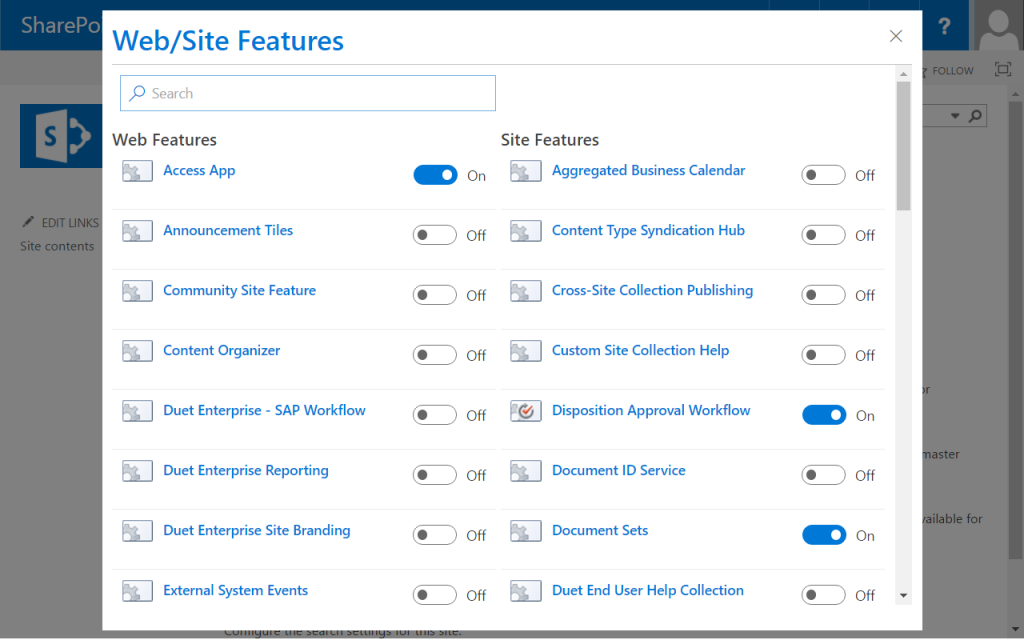 SharePo
Web/Site Features
?
FOLLOW
Search
S
Web Features
Site Features
Access App
On
Aggregated Business Calendar
Off
Announcement Tiles
Off
Content Type Syndication Hub
Off
EDIT LINKS
Site contents
Community Site Feature
Off
Cross-Site Collection Publishing
Off
Content Organizer
Off
Custom Site Collection Help
Off
Duet Enterprise - SAP Workflow
Off
Disposition Approval Workflow
On
master
Duet Enterprise Reporting
Off
Document ID Service
Off
Duet Enterprise Site Branding
Off
Document Sets
On
for
External System Events
Off
Duet End User Help Collection
Off
Configure the search settings for this site.